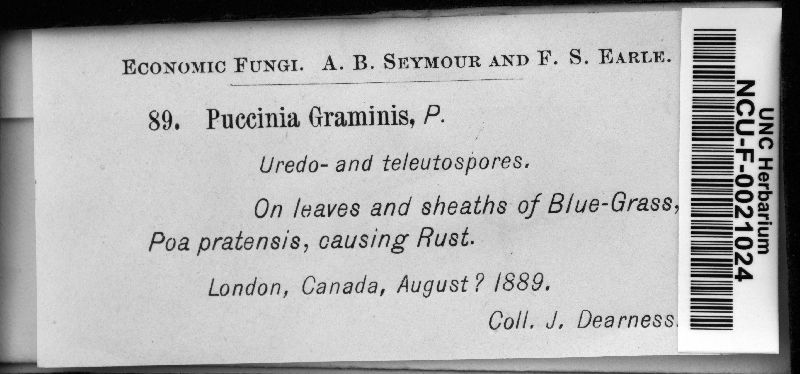 Economic Fungi. A. B. Seymour and F. S. Earle.
89. Puccinia Graminis, P.
Uredo- and teleutospores.
On leaves and sheaths of Blue-Grass,
Poa pratensis, causing Rust.
London, Canada, August? 1889.
Coll. J. Dearness.
UNC Herbarium
NCU-F-0021024